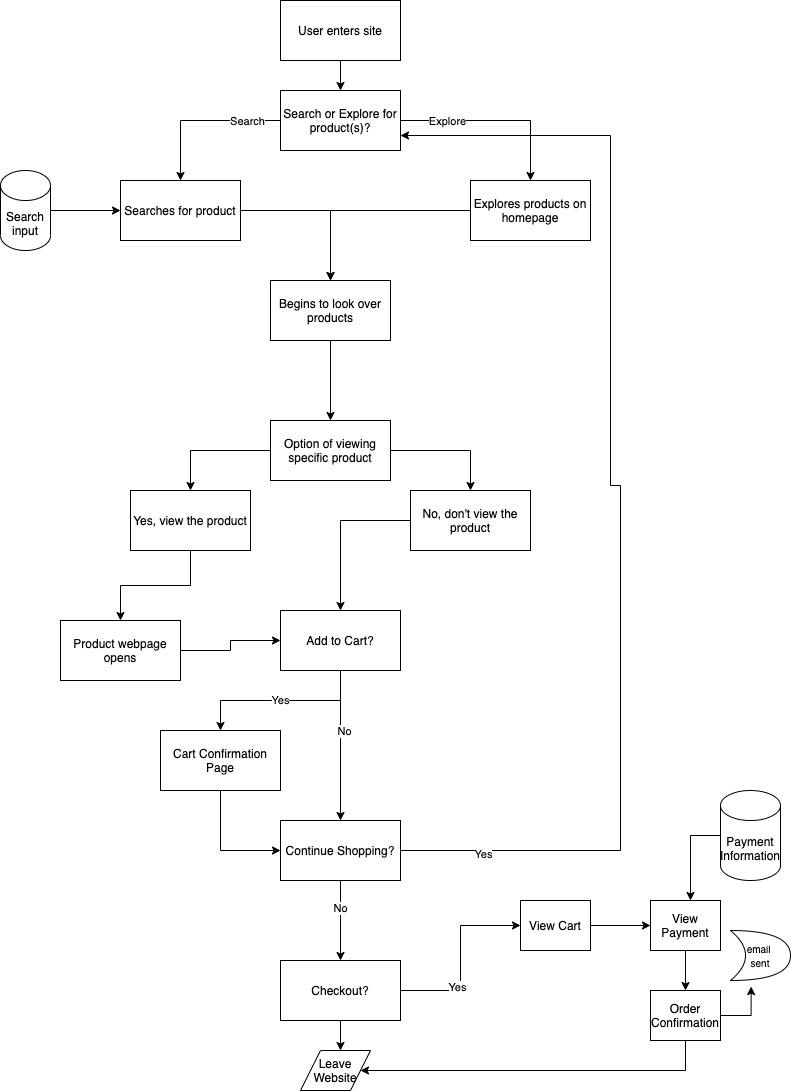 User enters site
Search or Explore for
product(s)?
Search
Explore
Search
input
Searches for product
Explores products on
homepage
Begins to look over
products
Option of viewing
specific product
Yes, view the product
No, don't view the
product
Product webpage
opens
Add to Cart?
Yes
No
Cart Confirmation
Page
Continue Shopping?
Yes
Payment
Information
No
View Cart
View
Payment
email
sent
Checkout?
Yes
Order
Confirmation
Leave
Website